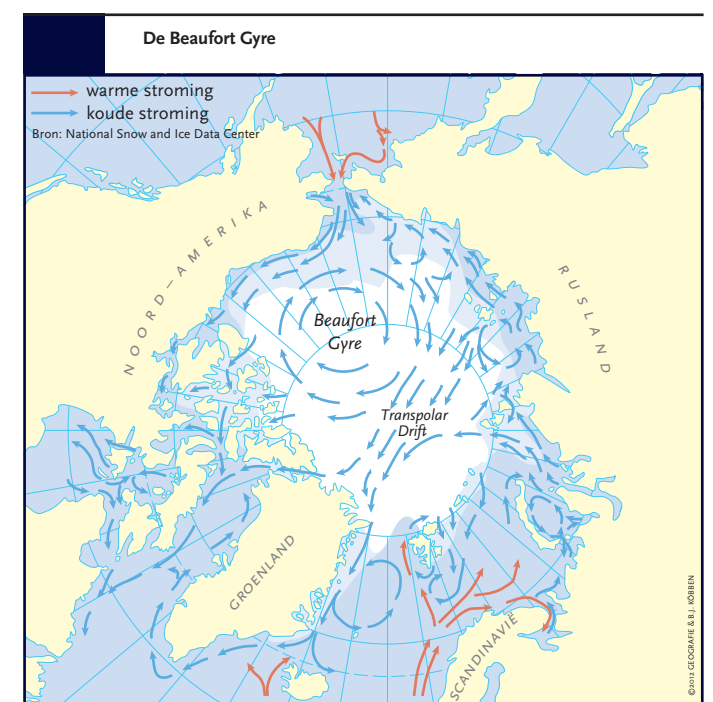 De Beaufort Gyre
warme stroming
koude stroming
Bron: National Snow and Ice Data Center
NOORD–AMERIKA
RUSLAND
Beaufort
Gyre
Transpolar
Drift
GROENLAND
SCANDINAVIË
©2012 GEOGRAFIE & B.J. KÖBBEN